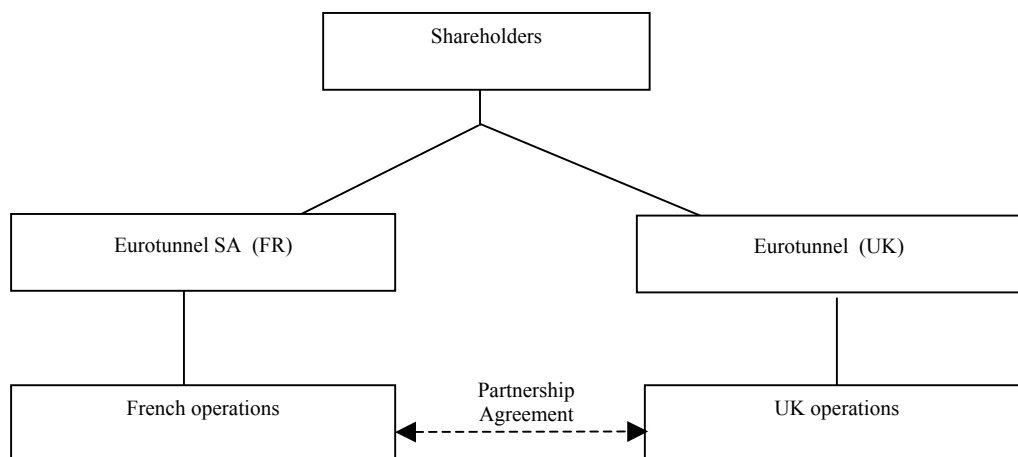 Shareholders
Eurotunnel SA (FR)
Eurotunnel (UK)
Partnership
Agreement
French operations
UK operations